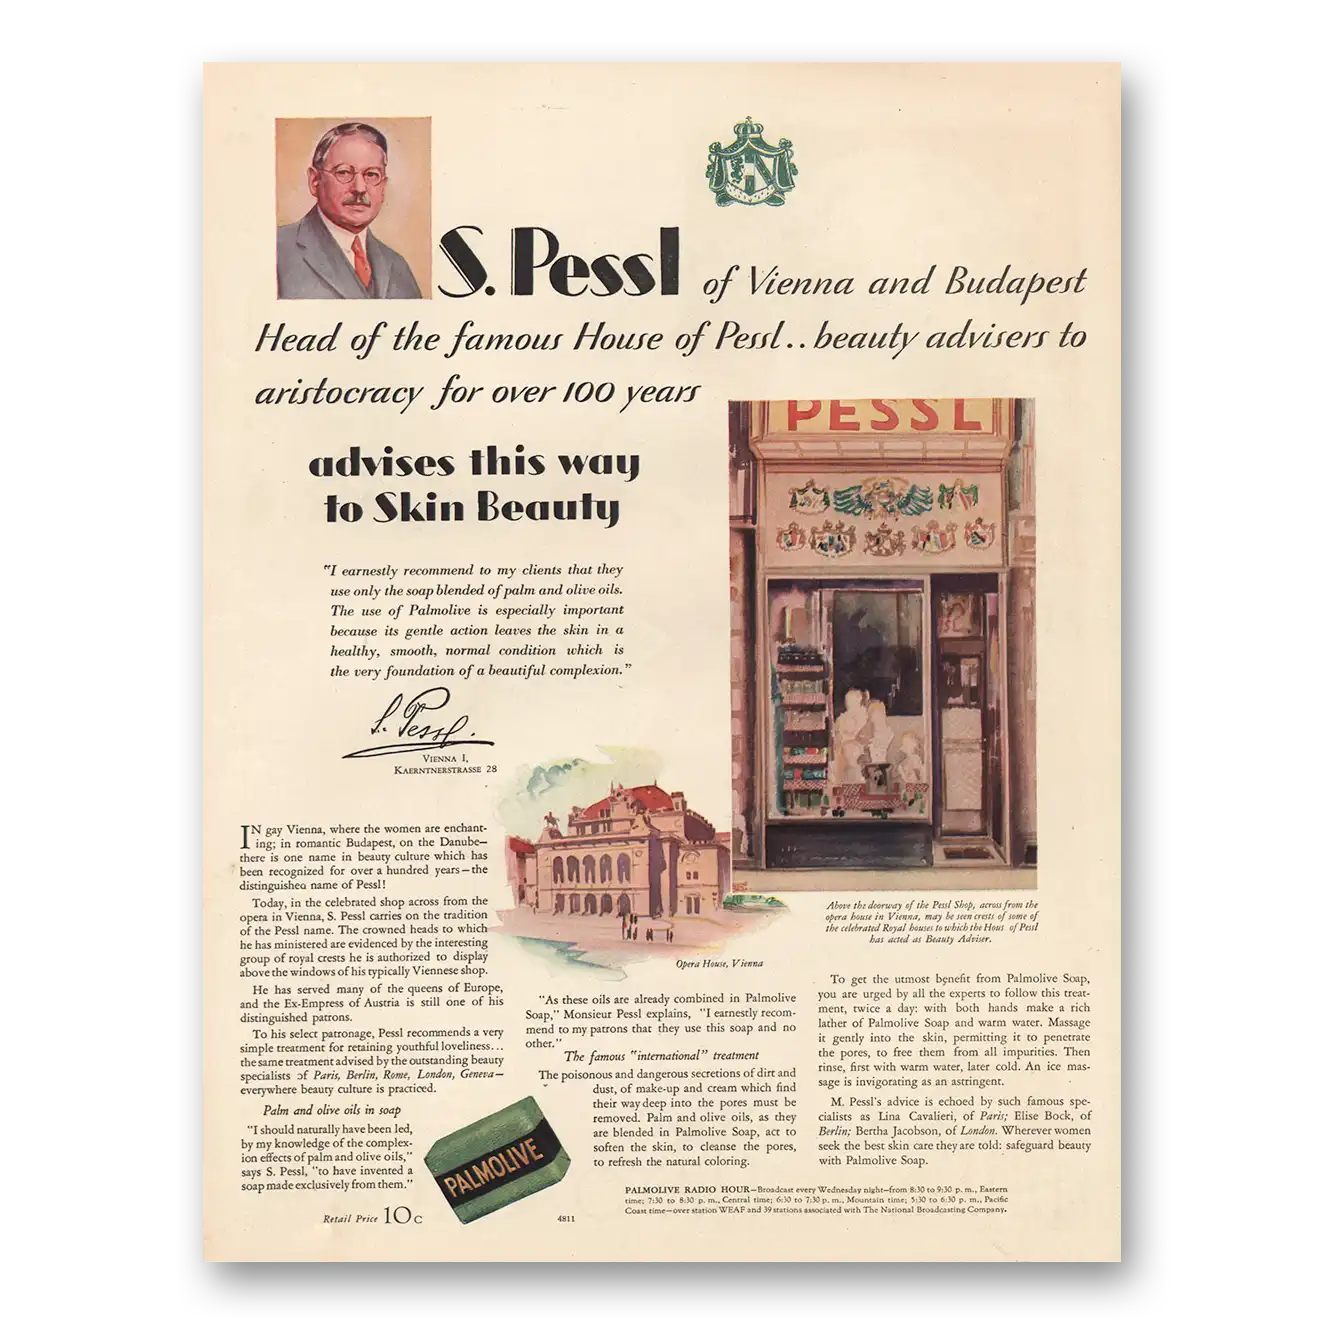 S. Pessl of Vienna and Budapest
Head of the famous House of Pessl.. beauty advisers to
aristocracy for over 100 years
advises this way
to Skin Beauty
"I earnestly recommend to my clients that they
use only the soap blended of palm and olive oils.
The use of Palmolive is especially important
because its gentle action leaves the skin in a
healthy, smooth, normal condition which is
the very foundation of a beautiful complexion."
S. Pessl.
VIENNA I,
KAERNTNERSTRASSE 28
PESSL
Above the doorway of the Pessl Shop, across from the
opera house in Vienna, may be seen crests of some of
the celebrated Royal houses to which the Hous of Pessl
has acted as Beauty Adviser.
Opera House, Vienna
IN gay Vienna, where the women are enchant-
ing; in romantic Budapest, on the Danube—
there is one name in beauty culture which has
been recognized for over a hundred years—the
distinguished name of Pessl!
Today, in the celebrated shop across from the
opera in Vienna, S. Pessl carries on the tradition
of the Pessl name. The crowned heads to which
he has ministered are evidenced by the interesting
group of royal crests he is authorized to display
above the windows of his typically Viennese shop.
He has served many of the queens of Europe,
and the Ex-Empress of Austria is still one of his
distinguished patrons.
To his select patronage, Pessl recommends a very
simple treatment for retaining youthful loveliness...
the same treatment advised by the outstanding beauty
specialists of Paris, Berlin, Rome, London, Geneva—
everywhere beauty culture is practiced.
Palm and olive oils in soap
"I should naturally have been led,
by my knowledge of the complex-
ion effects of palm and olive oils,"
says S. Pessl, "to have invented a
soap made exclusively from them."
Retail Price 10c
PALMOLIVE
"As these oils are already combined in Palmolive
Soap," Monsieur Pessl explains, "I earnestly recom-
mend to my patrons that they use this soap and no
other."
The famous "international" treatment
The poisonous and dangerous secretions of dirt and
dust, of make-up and cream which find
their way deep into the pores must be
removed. Palm and olive oils, as they
are blended in Palmolive Soap, act to
soften the skin, to cleanse the pores,
to refresh the natural coloring.
4811
To get the utmost benefit from Palmolive Soap,
you are urged by all the experts to follow this treat-
ment, twice a day: with both hands make a rich
lather of Palmolive Soap and warm water. Massage
it gently into the skin, permitting it to penetrate
the pores, to free them from all impurities. Then
rinse, first with warm water, later cold. An ice mas-
sage is invigorating as an astringent.
M. Pessl's advice is echoed by such famous spe-
cialists as Lina Cavalieri, of Paris; Elise Bock, of
Berlin; Bertha Jacobson, of London. Wherever women
seek the best skin care they are told: safeguard beauty
with Palmolive Soap.
PALMOLIVE RADIO HOUR—Broadcast every Wednesday night—from 8:30 to 9:30 p. m., Eastern
time; 7:30 to 8:30 p. m., Central time; 6:30 to 7:30 p. m., Mountain time; 5:30 to 6:30 p. m., Pacific
Coast time—over station WEAF and 39 stations associated with The National Broadcasting Company.